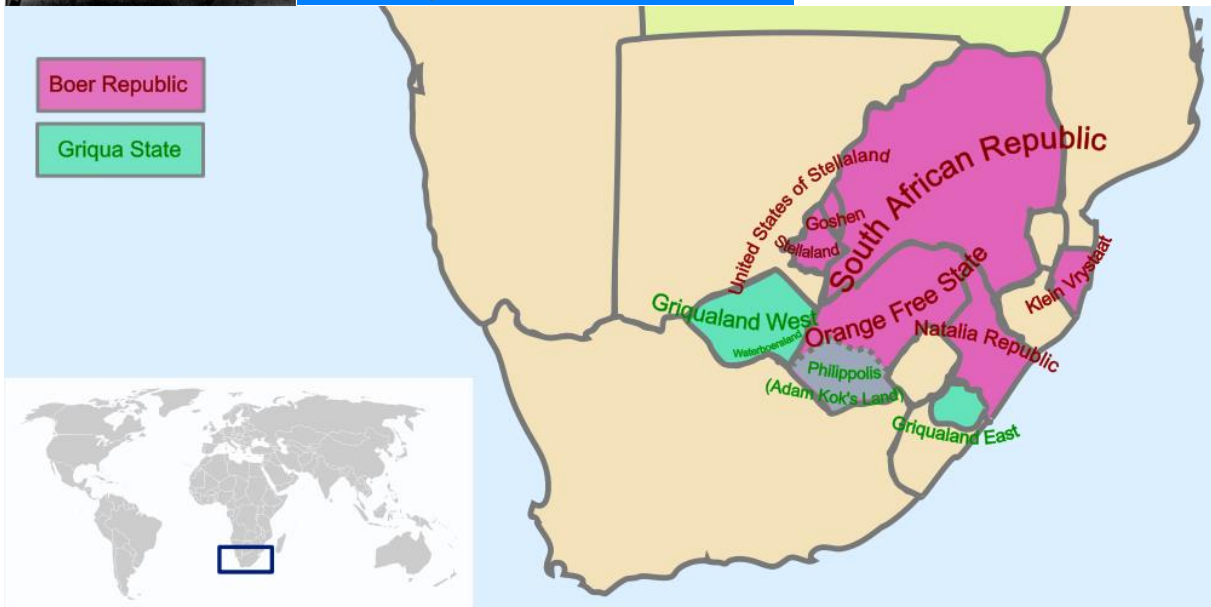 Boer Republic
Griqua State
South African Republic
United States of Stellaland
Goshen
Stellaland
Klein Vrystaat
Orange Free State
Griqualand West
Natalia Republic
Waterboersland
Philippolis
(Adam Kok's Land)
Griqualand East